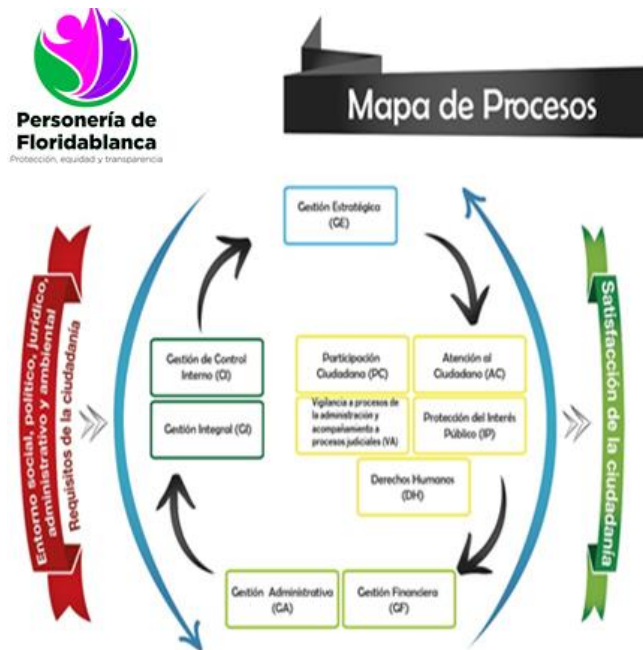 Personería de
Floridablanca
Protección, equidad y transparencia
Mapa de Procesos
Entorno social, político, jurídico,
administrativo y ambiental
Requisitos de la ciudadanía
Gestión Estratégica
(GE)
Gestión de Control
Interno (CI)
Gestión Integral (GI)
Participación
Ciudadana (PC)
Atención al
Ciudadano (AC)
Vigilancia a procesos de
la administración y
acompañamiento a
procesos judiciales (VA)
Protección del Interés
Público (IP)
Derechos Humanos
(DH)
Gestión Administrativa
(GA)
Gestión Financiera
(GF)
Satisfacción de la ciudadanía